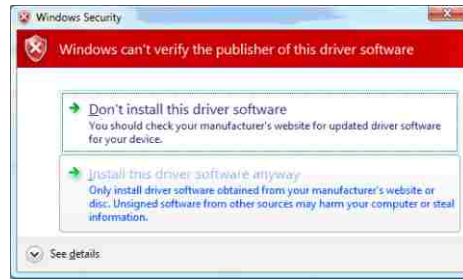 Windows Security
Windows can't verify the publisher of this driver software
Don't install this driver software
You should check your manufacturer's website for updated driver software
for your device.
Install this driver software anyway
Only install driver software obtained from your manufacturer's website or
disc. Unsigned software from other sources may harm your computer or steal
information.
See details